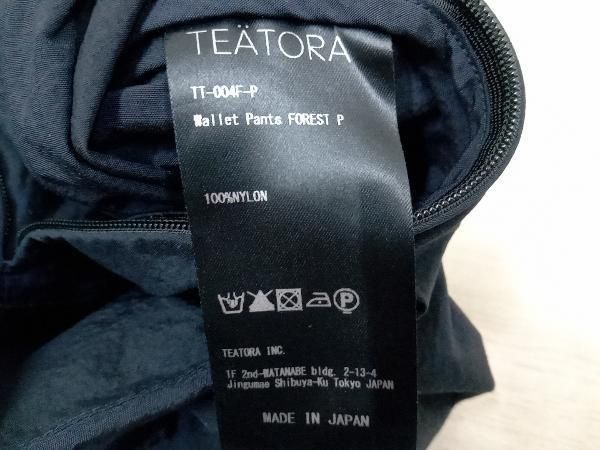 TEÄTORA
TT-004F-P
Wallet Pants FOREST P
100%NYLON
P
TEATORA INC.
1F 2nd-WATANABE bldg. 2-13-4
Jingumae Shibuya-Ku Tokyo JAPAN
MADE IN JAPAN